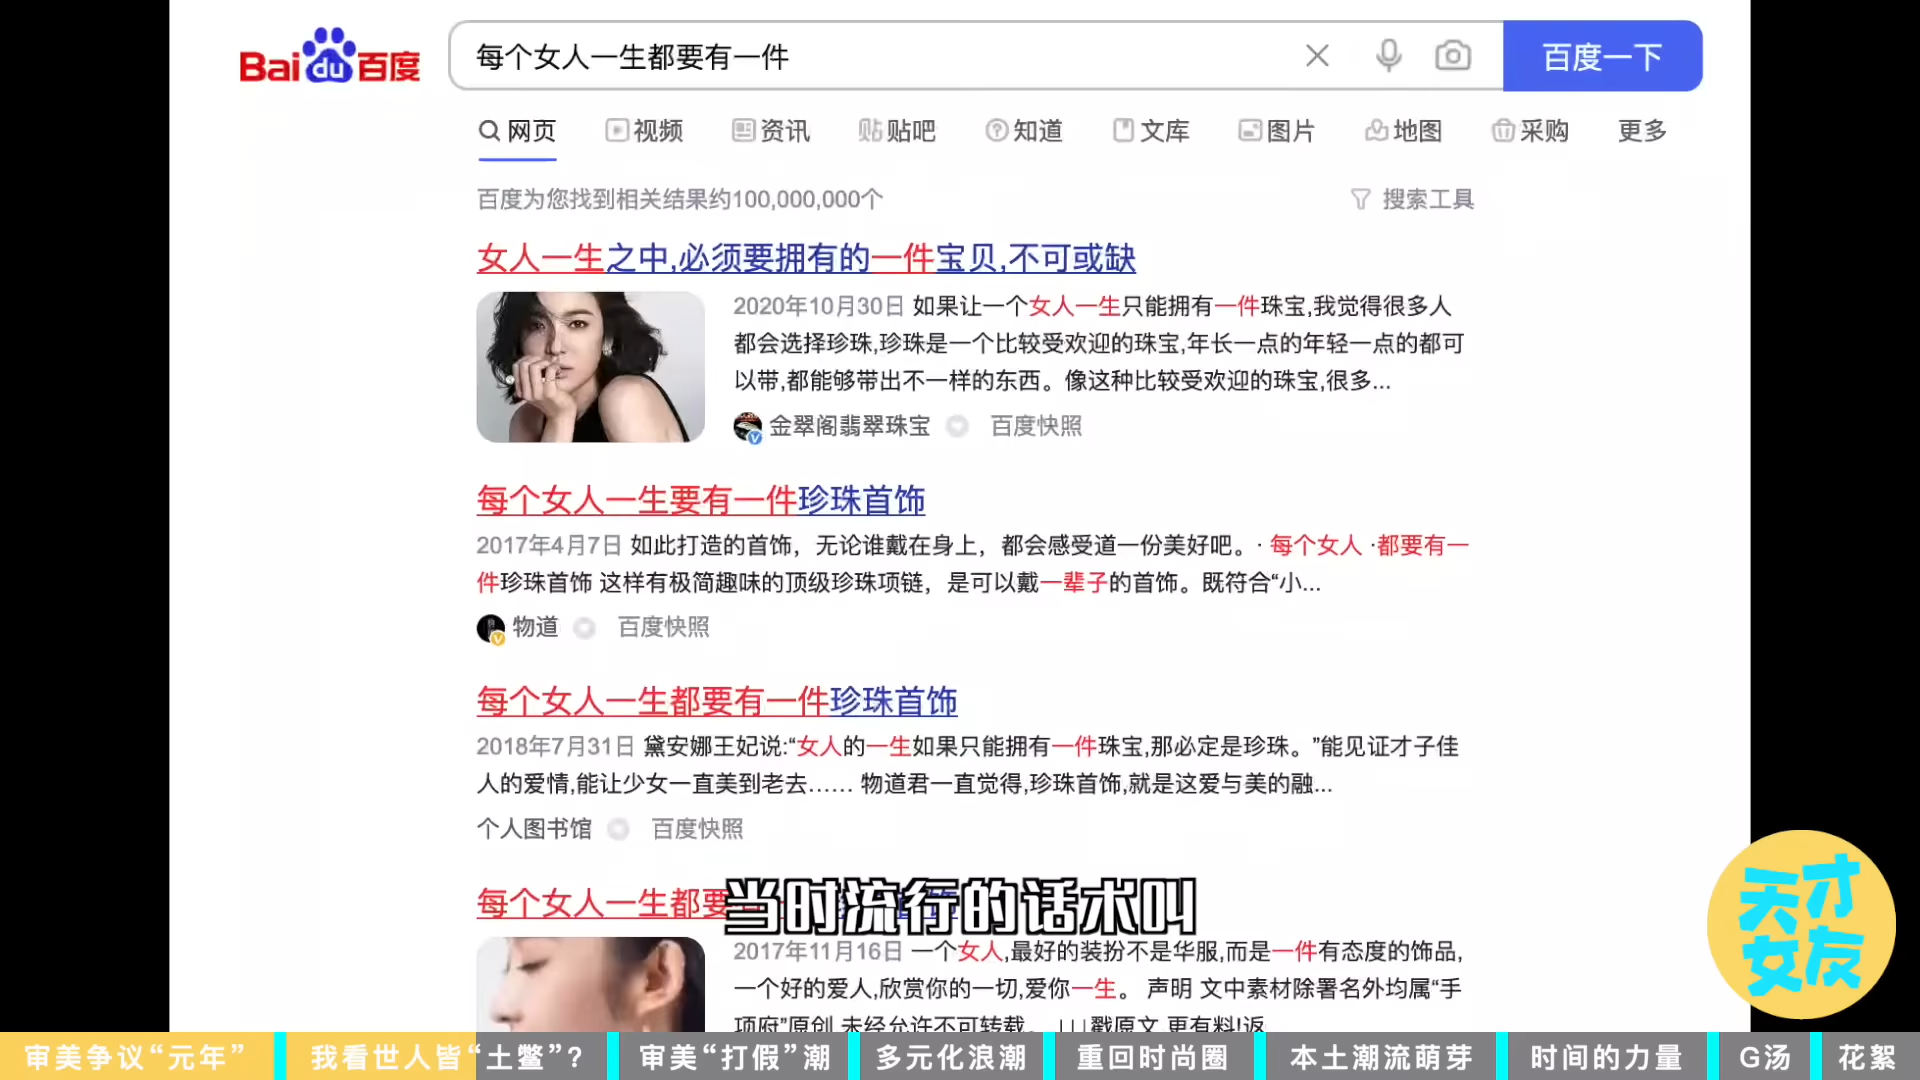 Bai du 百度
每个女人一生都要有一件
百度一下
网页 视频 资讯 贴吧 知道 文库 图片 地图 采购 更多
百度为您找到相关结果约100,000,000个
搜索工具
女人一生之中,必须要拥有的一件宝贝,不可或缺
2020年10月30日 如果让一个女人一生只能拥有一件珠宝,我觉得很多人
都会选择珍珠,珍珠是一个比较受欢迎的珠宝,年长一点的年轻一点的都可
以带,都能够带出不一样的东西。像这种比较受欢迎的珠宝,很多...
金翠阁翡翠珠宝 百度快照
每个女人一生要有一件珍珠首饰
2017年4月7日 如此打造的首饰，无论谁戴在身上，都会感受道一份美好吧。· 每个女人 ·都要有一
件珍珠首饰 这样有极简趣味的顶级珍珠项链，是可以戴一辈子的首饰。既符合“小...
物道 百度快照
每个女人一生都要有一件珍珠首饰
2018年7月31日 黛安娜王妃说:“女人的一生如果只能拥有一件珠宝,那必定是珍珠。”能见证才子佳
人的爱情,能让少女一直美到老去…… 物道君一直觉得,珍珠首饰,就是这爱与美的融...
个人图书馆 百度快照
每个女人一生都要
当时流行的话术叫
2017年11月16日 一个女人,最好的装扮不是华服,而是一件有态度的饰品,
一个好的爱人,欣赏你的一切,爱你一生。 声明 文中素材除署名外均属“手
项府”原创,未经允许不可转载。 ↓↓↓戳原文,更有料!返
天才
女友
审美争议“元年” 我看世人皆“土鳖”? 审美“打假”潮 多元化浪潮 重回时尚圈 本土潮流萌芽 时间的力量 G汤 花絮